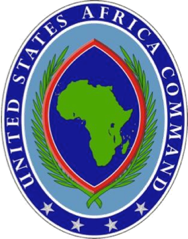 UNITED STATES AFRICA COMMAND